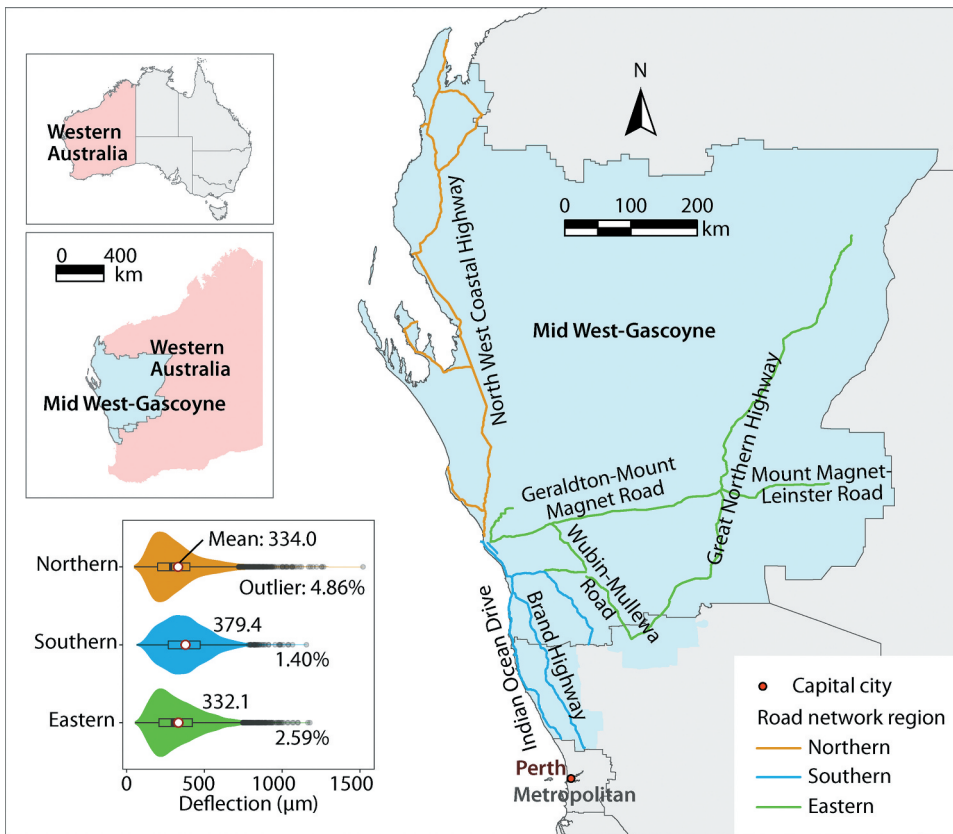 Western
Australia
0 400
km
Western
Australia
Mid West-Gascoyne
Northern
Mean: 334.0
Outlier: 4.86%
Southern
379.4
1.40%
Eastern
332.1
2.59%
0 500 1000 1500
Deflection (μm)
N
0 100 200
km
North West Coastal Highway
Mid West-Gascoyne
Great Northern Highway
Geraldton-Mount
Magnet Road
Mount Magnet-
Leinster Road
Wubin-Mullewa
Road
Brand Highway
Indian Ocean Drive
Perth
Metropolitan
Capital city
Road network region
Northern
Southern
Eastern